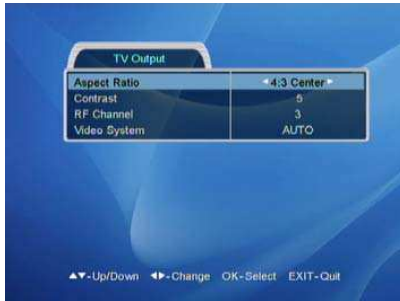 TV Output
Aspect Ratio ◄4:3 Center►
Contrast 5
RF Channel 3
Video System AUTO
▲▼-Up/Down ◄►-Change OK-Select EXIT-Quit